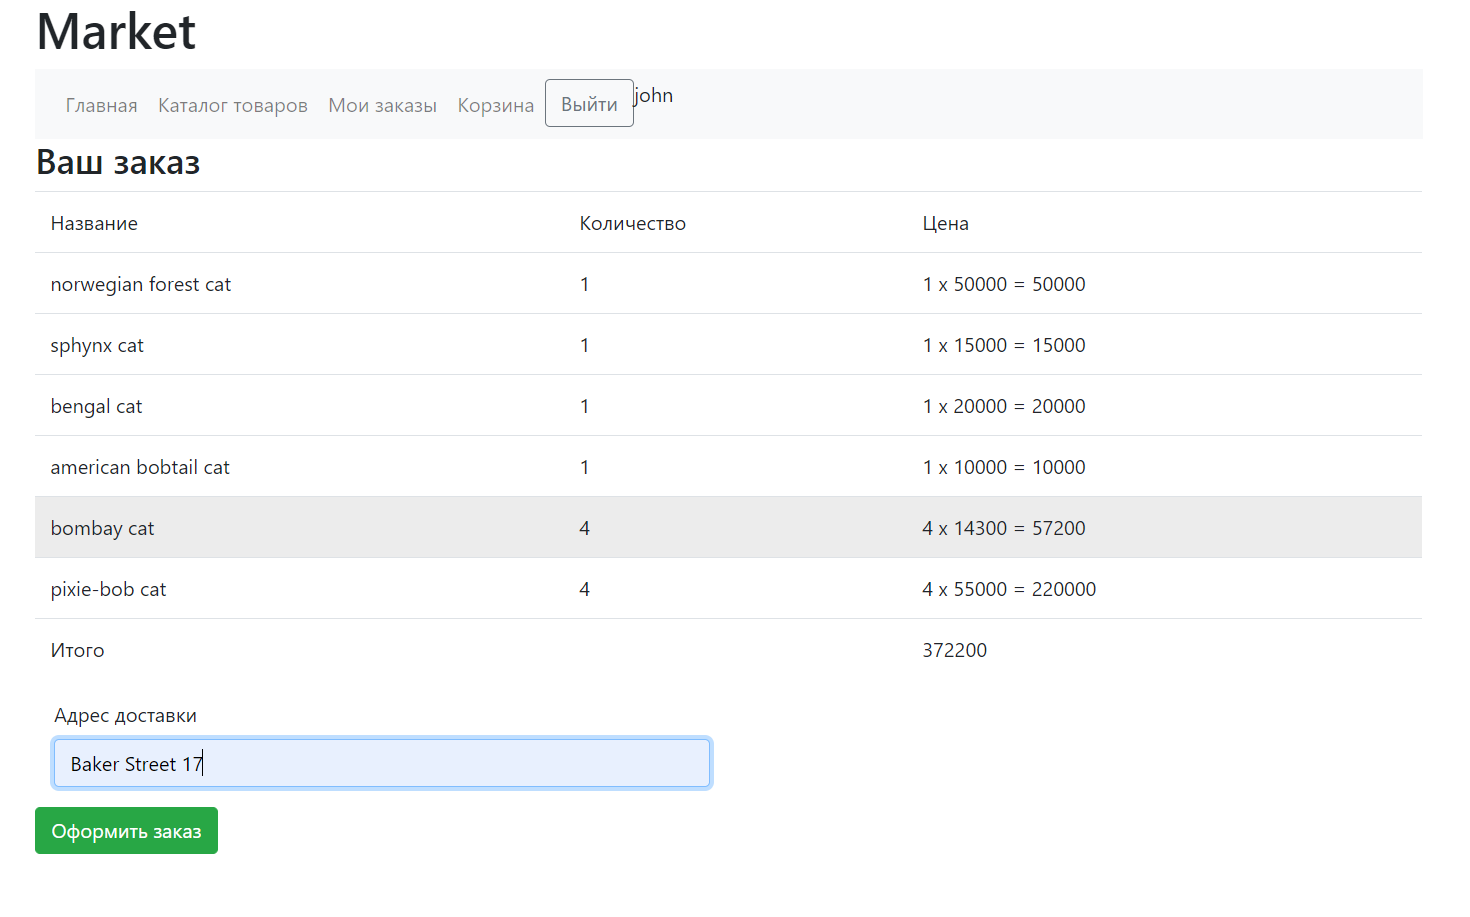 Market
Главная Каталог товаров Мои заказы Корзина Выйти john
Ваш заказ
Название Количество Цена
norwegian forest cat 1 1 x 50000 = 50000
sphynx cat 1 1 x 15000 = 15000
bengal cat 1 1 x 20000 = 20000
american bobtail cat 1 1 x 10000 = 10000
bombay cat 4 4 x 14300 = 57200
pixie-bob cat 4 4 x 55000 = 220000
Итого 372200
Адрес доставки
Baker Street 17
Оформить заказ